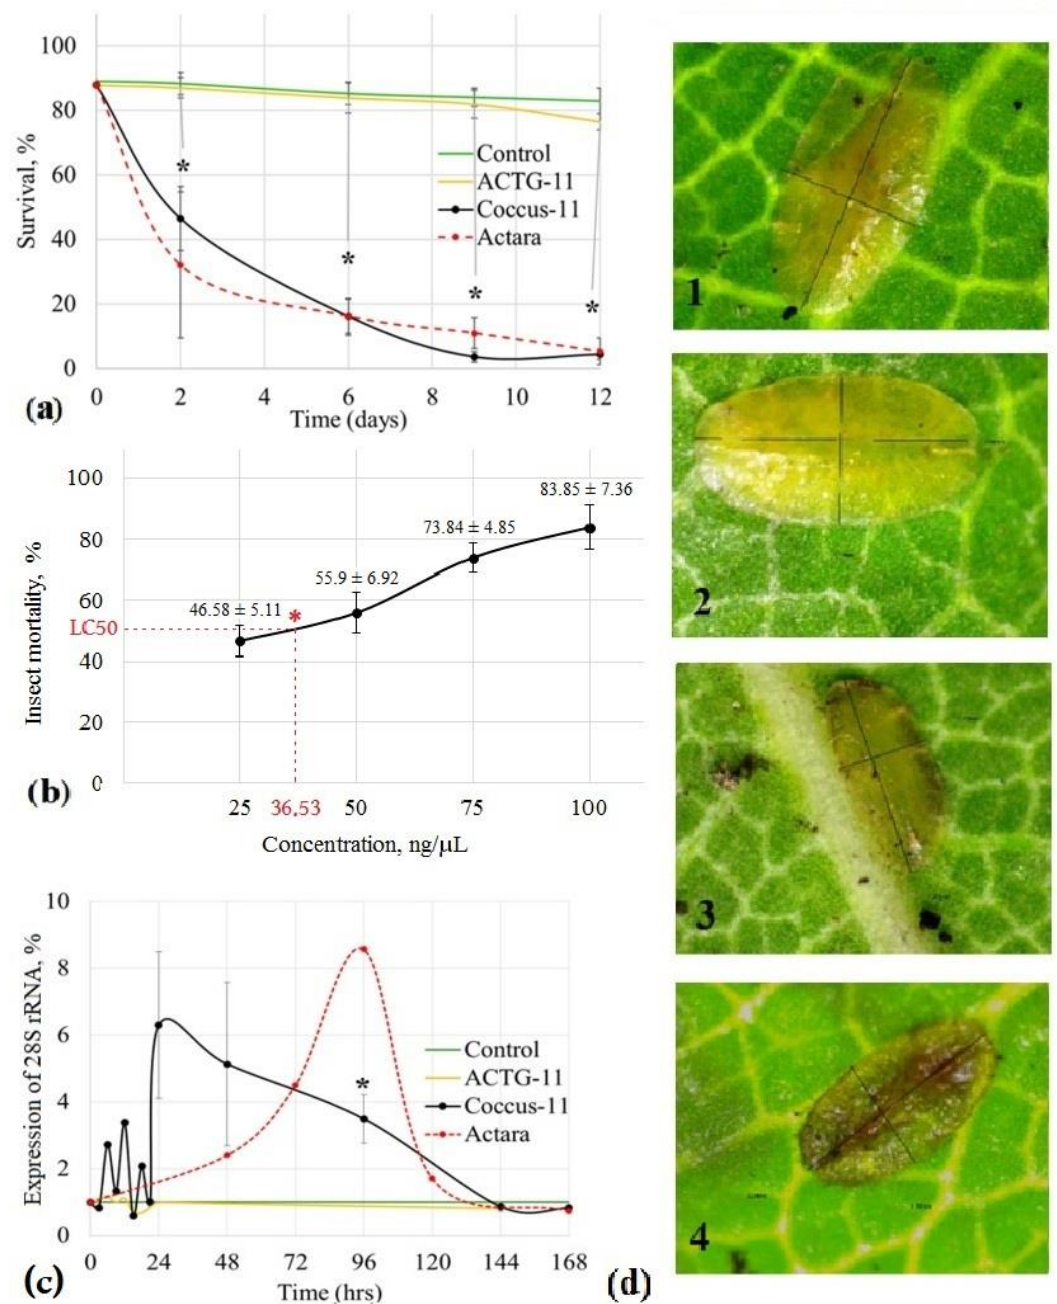 100
80
60
40
20
0
Survival, %
Control
ACTG-11
Coccus-11
Actara
*
*
*
*
0 2 4 6 8 10 12
Time (days)
(a)
100
80
60
LC50
40
20
0
Insect mortality, %
46.58 ± 5.11
*
55.9 ± 6.92
73.84 ± 4.85
83.85 ± 7.36
25 36,53 50 75 100
Concentration, ng/µL
(b)
10
8
6
4
2
0
Expression of 28S rRNA, %
Control
ACTG-11
Coccus-11
Actara
*
0 24 48 72 96 120 144 168
Time (hrs)
(c)
1
2
3
4
(d)